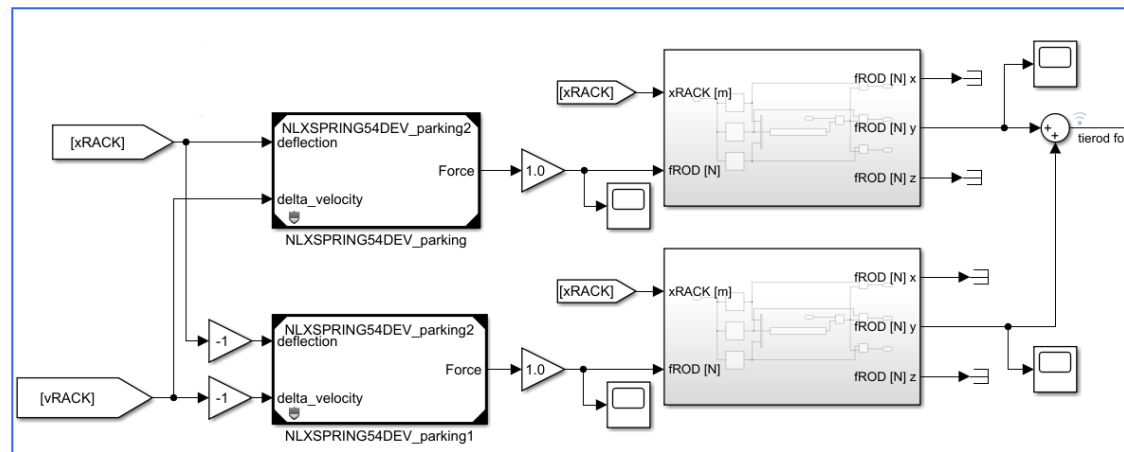 [xRACK]
NLXSPRING54DEV_parking2
deflection
Force
delta_velocity
NLXSPRING54DEV_parking
1.0
[xRACK]
xRACK [m]
fROD [N]
fROD [N] x
fROD [N] y
fROD [N] z
+
+
tierod fo
[vRACK]
-1
-1
NLXSPRING54DEV_parking2
deflection
Force
delta_velocity
NLXSPRING54DEV_parking1
1.0
[xRACK]
xRACK [m]
fROD [N]
fROD [N] x
fROD [N] y
fROD [N] z